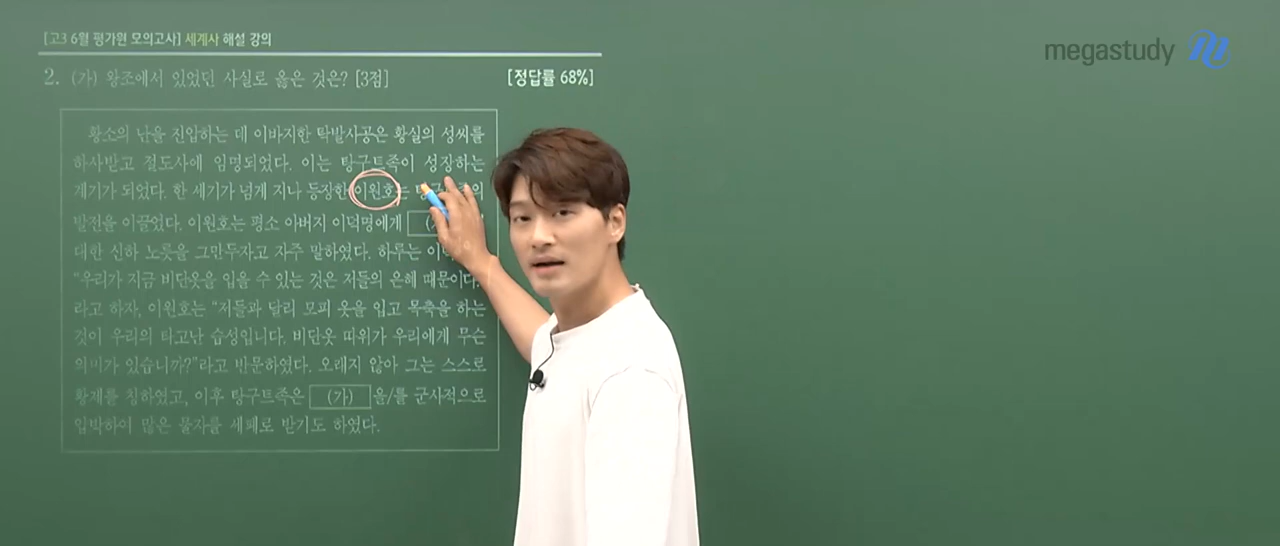 [고3 6월 평가원 모의고사] 세계사 해설 강의
megastudy
2. (가) 왕조에서 있었던 사실로 옳은 것은? [3점]
[정답률 68%]
황소의 난을 진압하는 데 이바지한 탁발사공은 황실의 성씨를
하사받고 절도사에 임명되었다. 이는 탕구트족이 성장하는
계기가 되었다. 한 세기가 넘게 지나 등장한 이원호는
발전을 이끌었다. 이원호는 평소 아버지 이덕명에게
대한 신하 노릇을 그만두자고 자주 말하였다. 하루는
"우리가 지금 비단옷을 입을 수 있는 것은 저들의 은혜 때문이다."
라고 하자, 이원호는 "저들과 달리 모피 옷을 입고 목축을 하는
것이 우리의 타고난 습성입니다. 비단옷 따위가 우리에게 무슨
의미가 있습니까?"라고 반문하였다. 오래지 않아 그는 스스로
황제를 칭하였고, 이후 탕구트족은 (가) 을/를 군사적으로
압박하여 많은 물자를 세폐로 받기도 하였다.